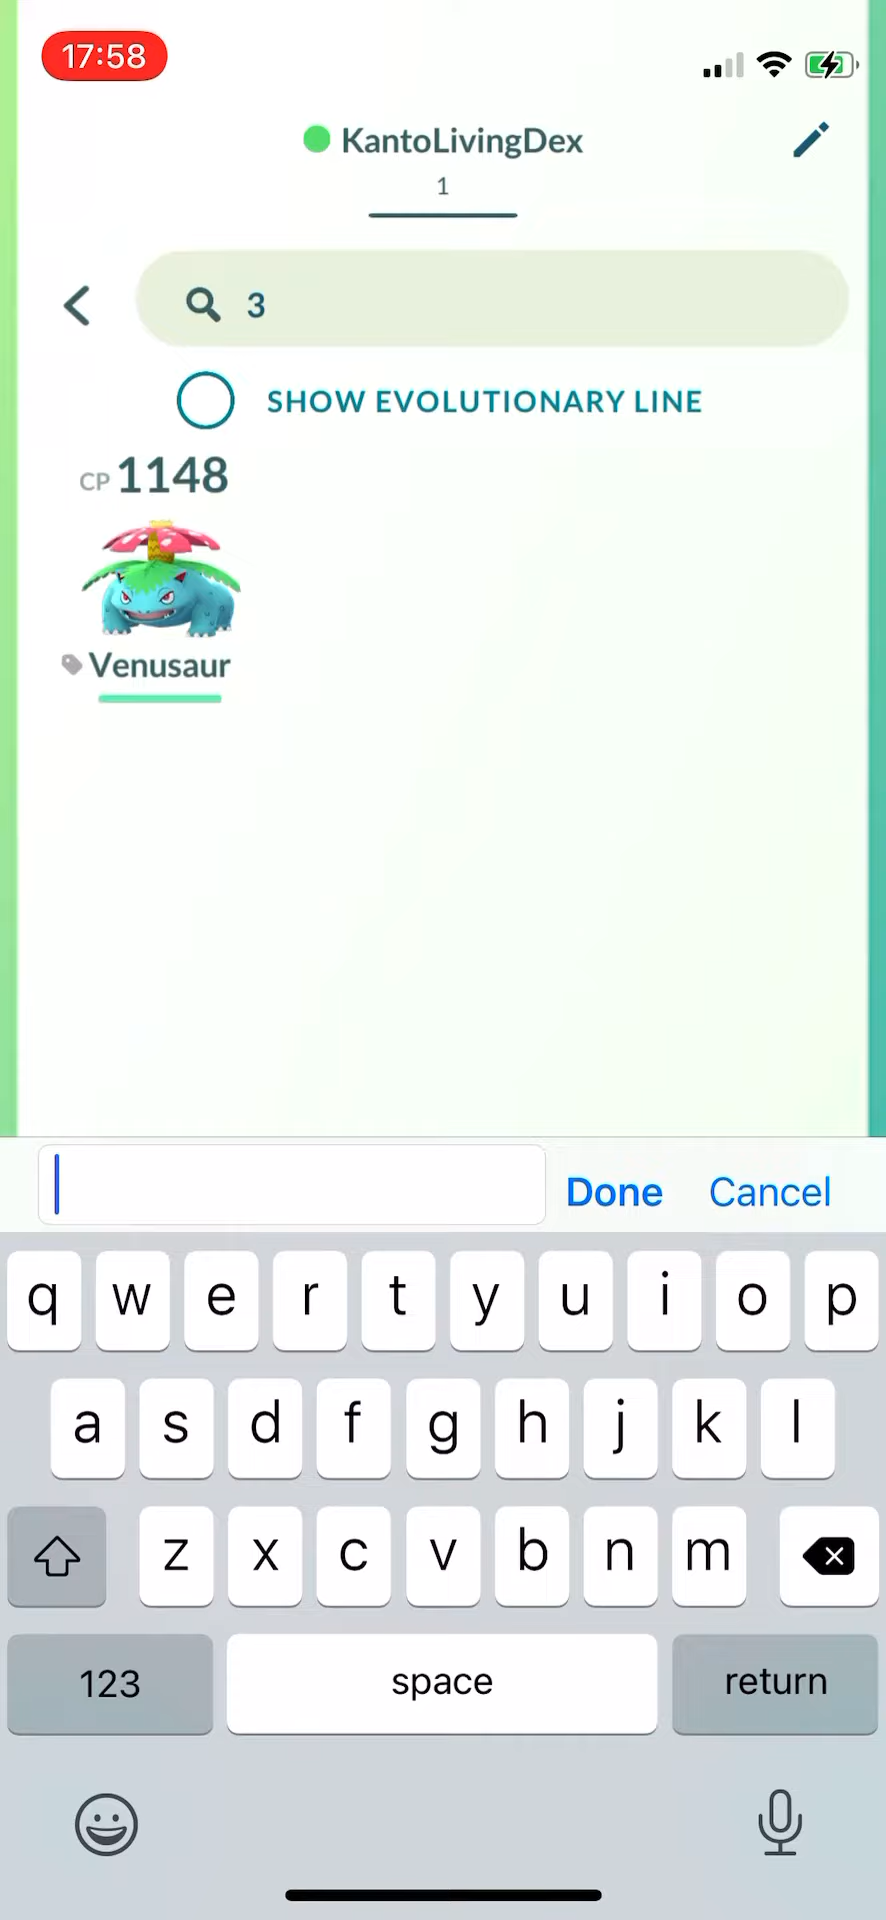 17:58
KantoLivingDex
1
3
SHOW EVOLUTIONARY LINE
CP 1148
Venusaur
Done Cancel
q w e r t y u i o p
a s d f g h j k l
z x c v b n m
123 space return